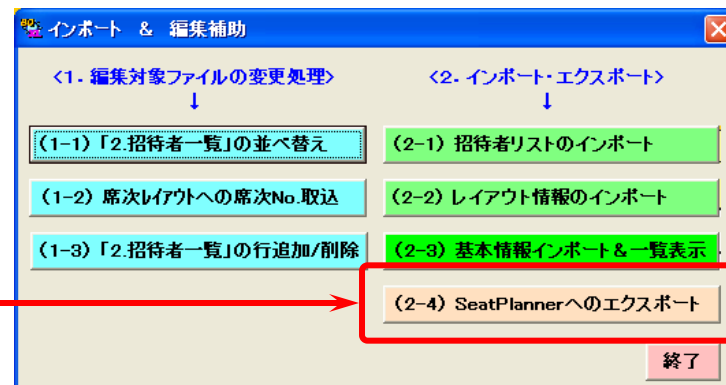 インポート & 編集補助
<1.編集対象ファイルの変更処理>
↓
(1-1)「2.招待者一覧」の並べ替え
(1-2) 席次ﾚｲｱｳﾄへの席次No.取込
(1-3)「2.招待者一覧」の行追加/削除
<2.インポート・エクスポート>
↓
(2-1) 招待者リストのインポート
(2-2) レイアウト情報のインポート
(2-3) 基本情報インポート&一覧表示
(2-4) SeatPlannerへのエクスポート
終了